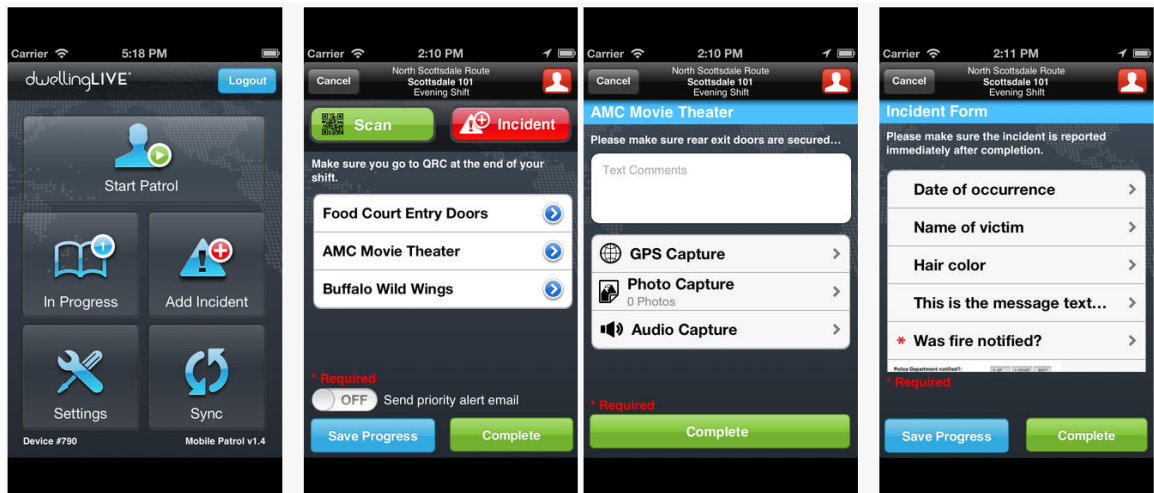 Carrier 5:18 PM
dwellingLIVE
Logout
Start Patrol
1
In Progress
Add Incident
Settings
Sync
Device #790
Mobile Patrol v1.4
Carrier 2:10 PM
Cancel
North Scottsdale Route
Scottsdale 101
Evening Shift
Scan
Incident
Make sure you go to QRC at the end of your
shift.
Food Court Entry Doors
AMC Movie Theater
Buffalo Wild Wings
* Required
OFF
Send priority alert email
Save Progress
Complete
Carrier 2:10 PM
Cancel
North Scottsdale Route
Scottsdale 101
Evening Shift
AMC Movie Theater
Please make sure rear exit doors are secured...
Text Comments
GPS Capture
Photo Capture
0 Photos
Audio Capture
* Required
Complete
Carrier 2:11 PM
Cancel
North Scottsdale Route
Scottsdale 101
Evening Shift
Incident Form
Please make sure the incident is reported
immediately after completion.
Date of occurrence
Name of victim
Hair color
This is the message text...
* Was fire notified?
Police Department notified?:
* Required
Save Progress
Complete